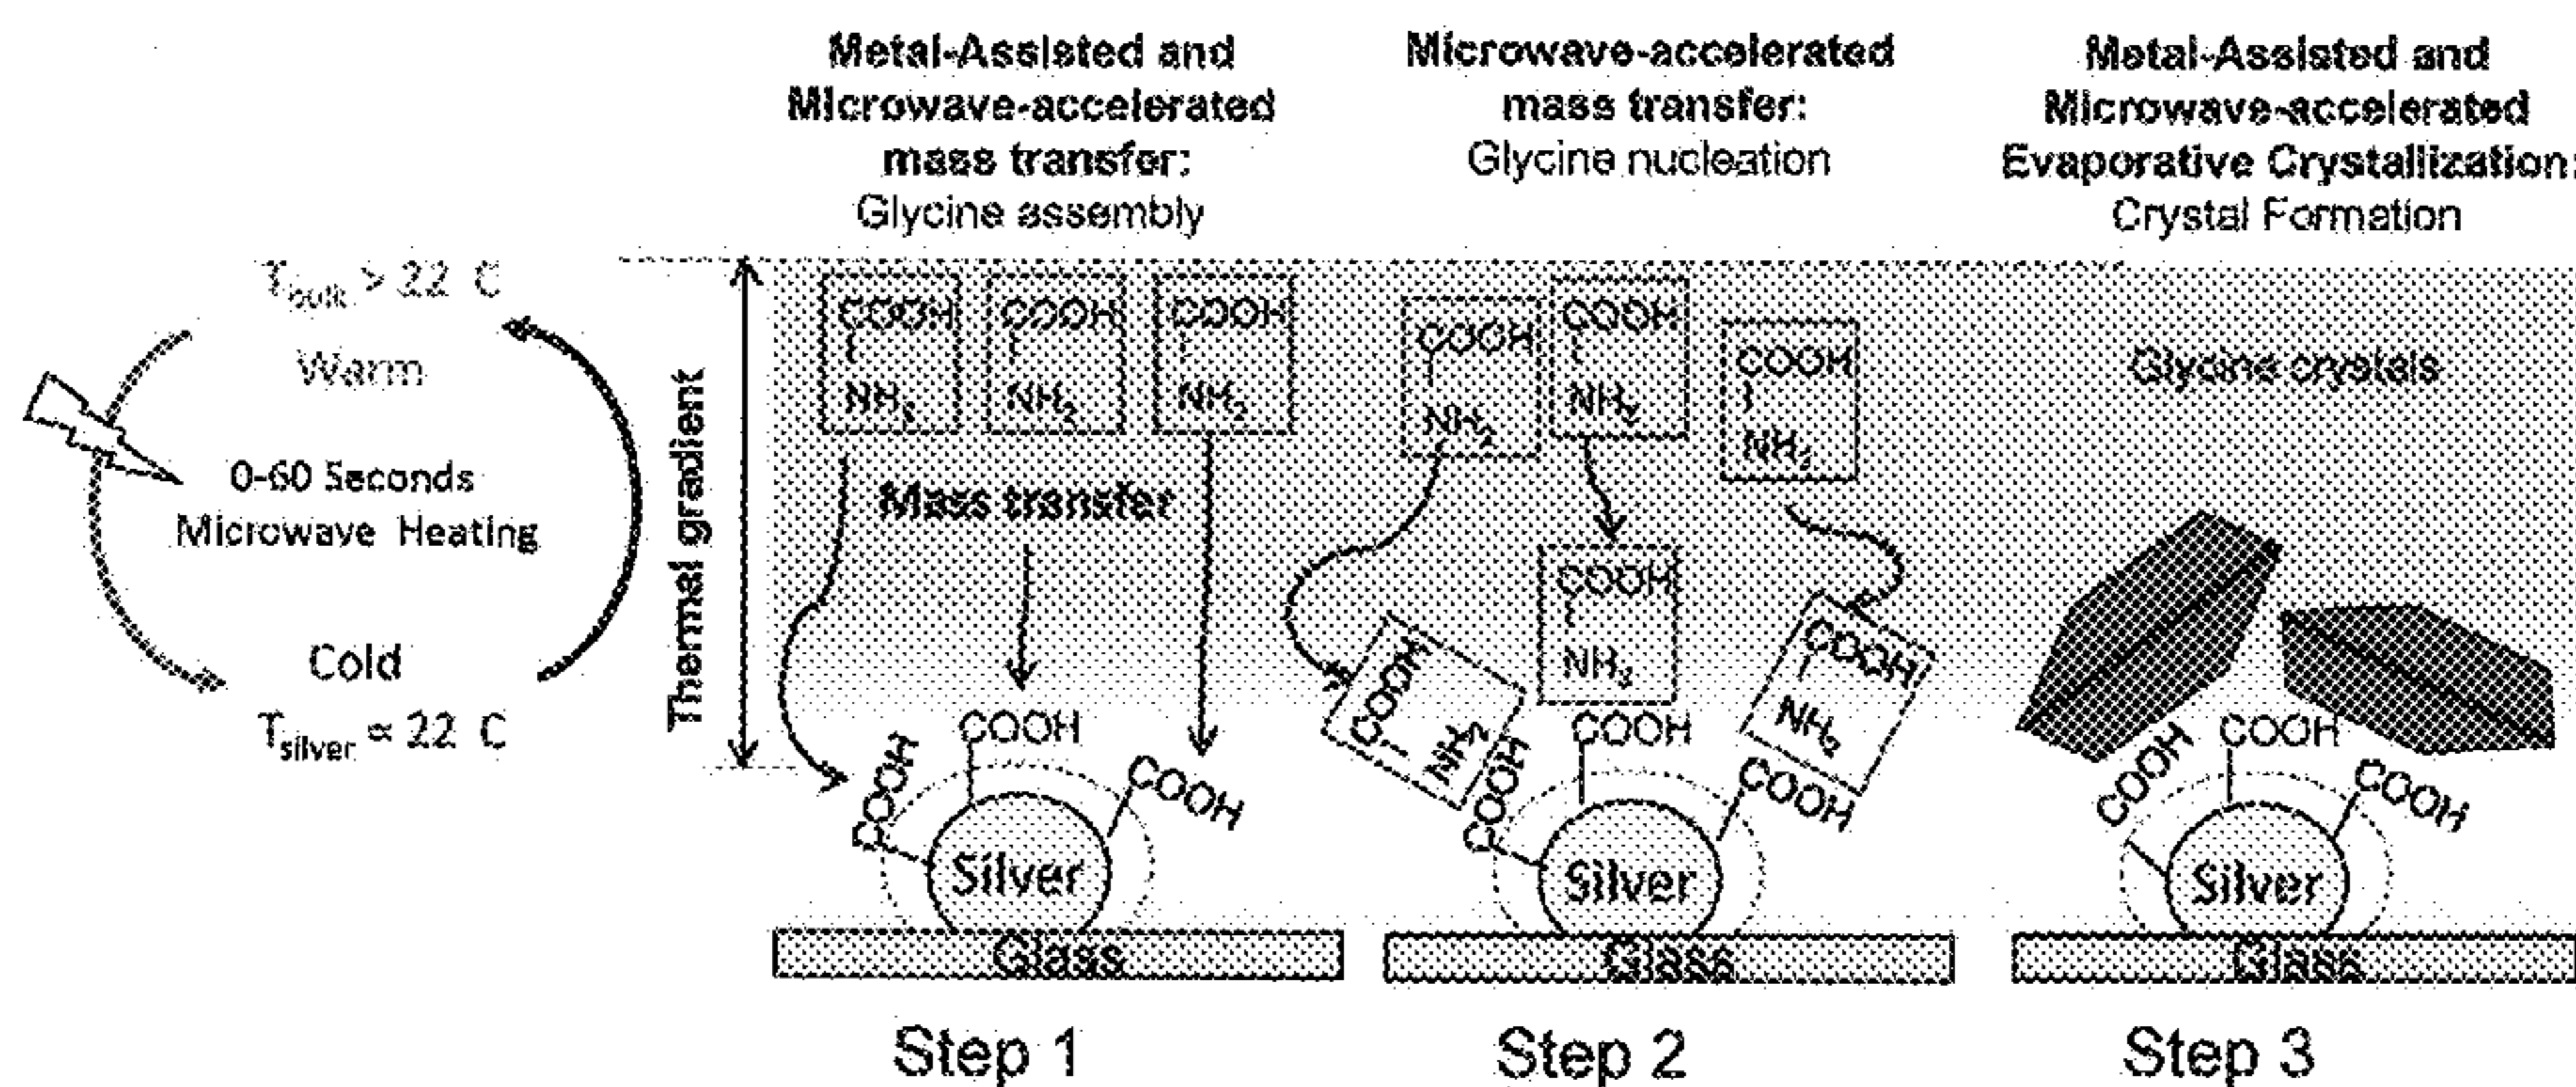 Metal-Assisted and
Microwave-accelerated
mass transfer:
Glycine assembly
Microwave-accelerated
mass transfer:
Glycine nucleation
Metal-Assisted and
Microwave-accelerated
Evaporative Crystallization:
Crystal Formation
T_bulk > 22 C
Warm
0-60 Seconds
Microwave Heating
Cold
T_silver = 22 C
Thermal gradient
COOH
NH2
COOH
NH2
COOH
NH2
Mass transfer
COOH
COOH
COOH
Silver
Glass
Step 1
COOH
NH2
COOH
NH2
COOH
NH2
COOH
NH2
COOH
NH2
COOH
NH2
COOH
COOH
COOH
Silver
Glass
Step 2
Glycine crystals
COOH
COOH
COOH
Silver
Glass
Step 3